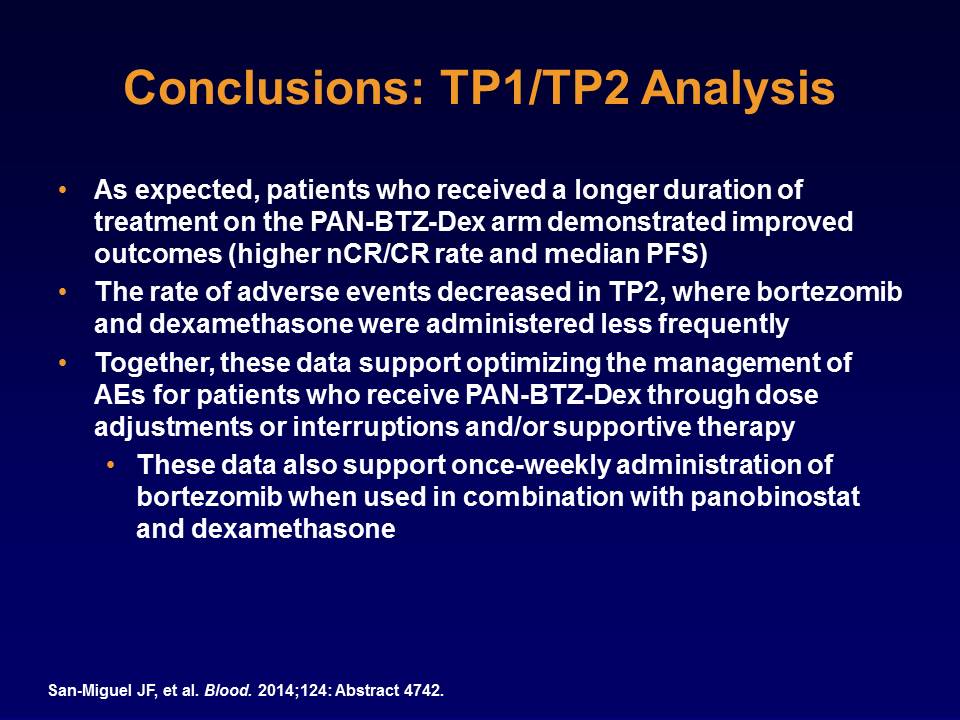 Conclusions: TP1/TP2 Analysis
• As expected, patients who received a longer duration of
treatment on the PAN-BTZ-Dex arm demonstrated improved
outcomes (higher nCR/CR rate and median PFS)
• The rate of adverse events decreased in TP2, where bortezomib
and dexamethasone were administered less frequently
• Together, these data support optimizing the management of
AEs for patients who receive PAN-BTZ-Dex through dose
adjustments or interruptions and/or supportive therapy
• These data also support once-weekly administration of
bortezomib when used in combination with panobinostat
and dexamethasone
San-Miguel JF, et al. Blood. 2014;124: Abstract 4742.